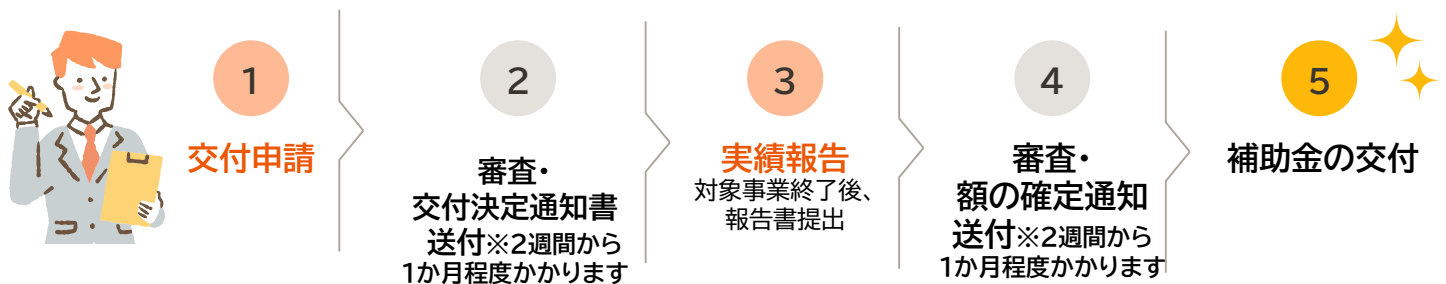 1
交付申請
2
審査・
交付決定通知書
送付※2週間から
1か月程度かかります
3
実績報告
対象事業終了後、
報告書提出
4
審査・
額の確定通知
送付※2週間から
1か月程度かかります
5
補助金の交付